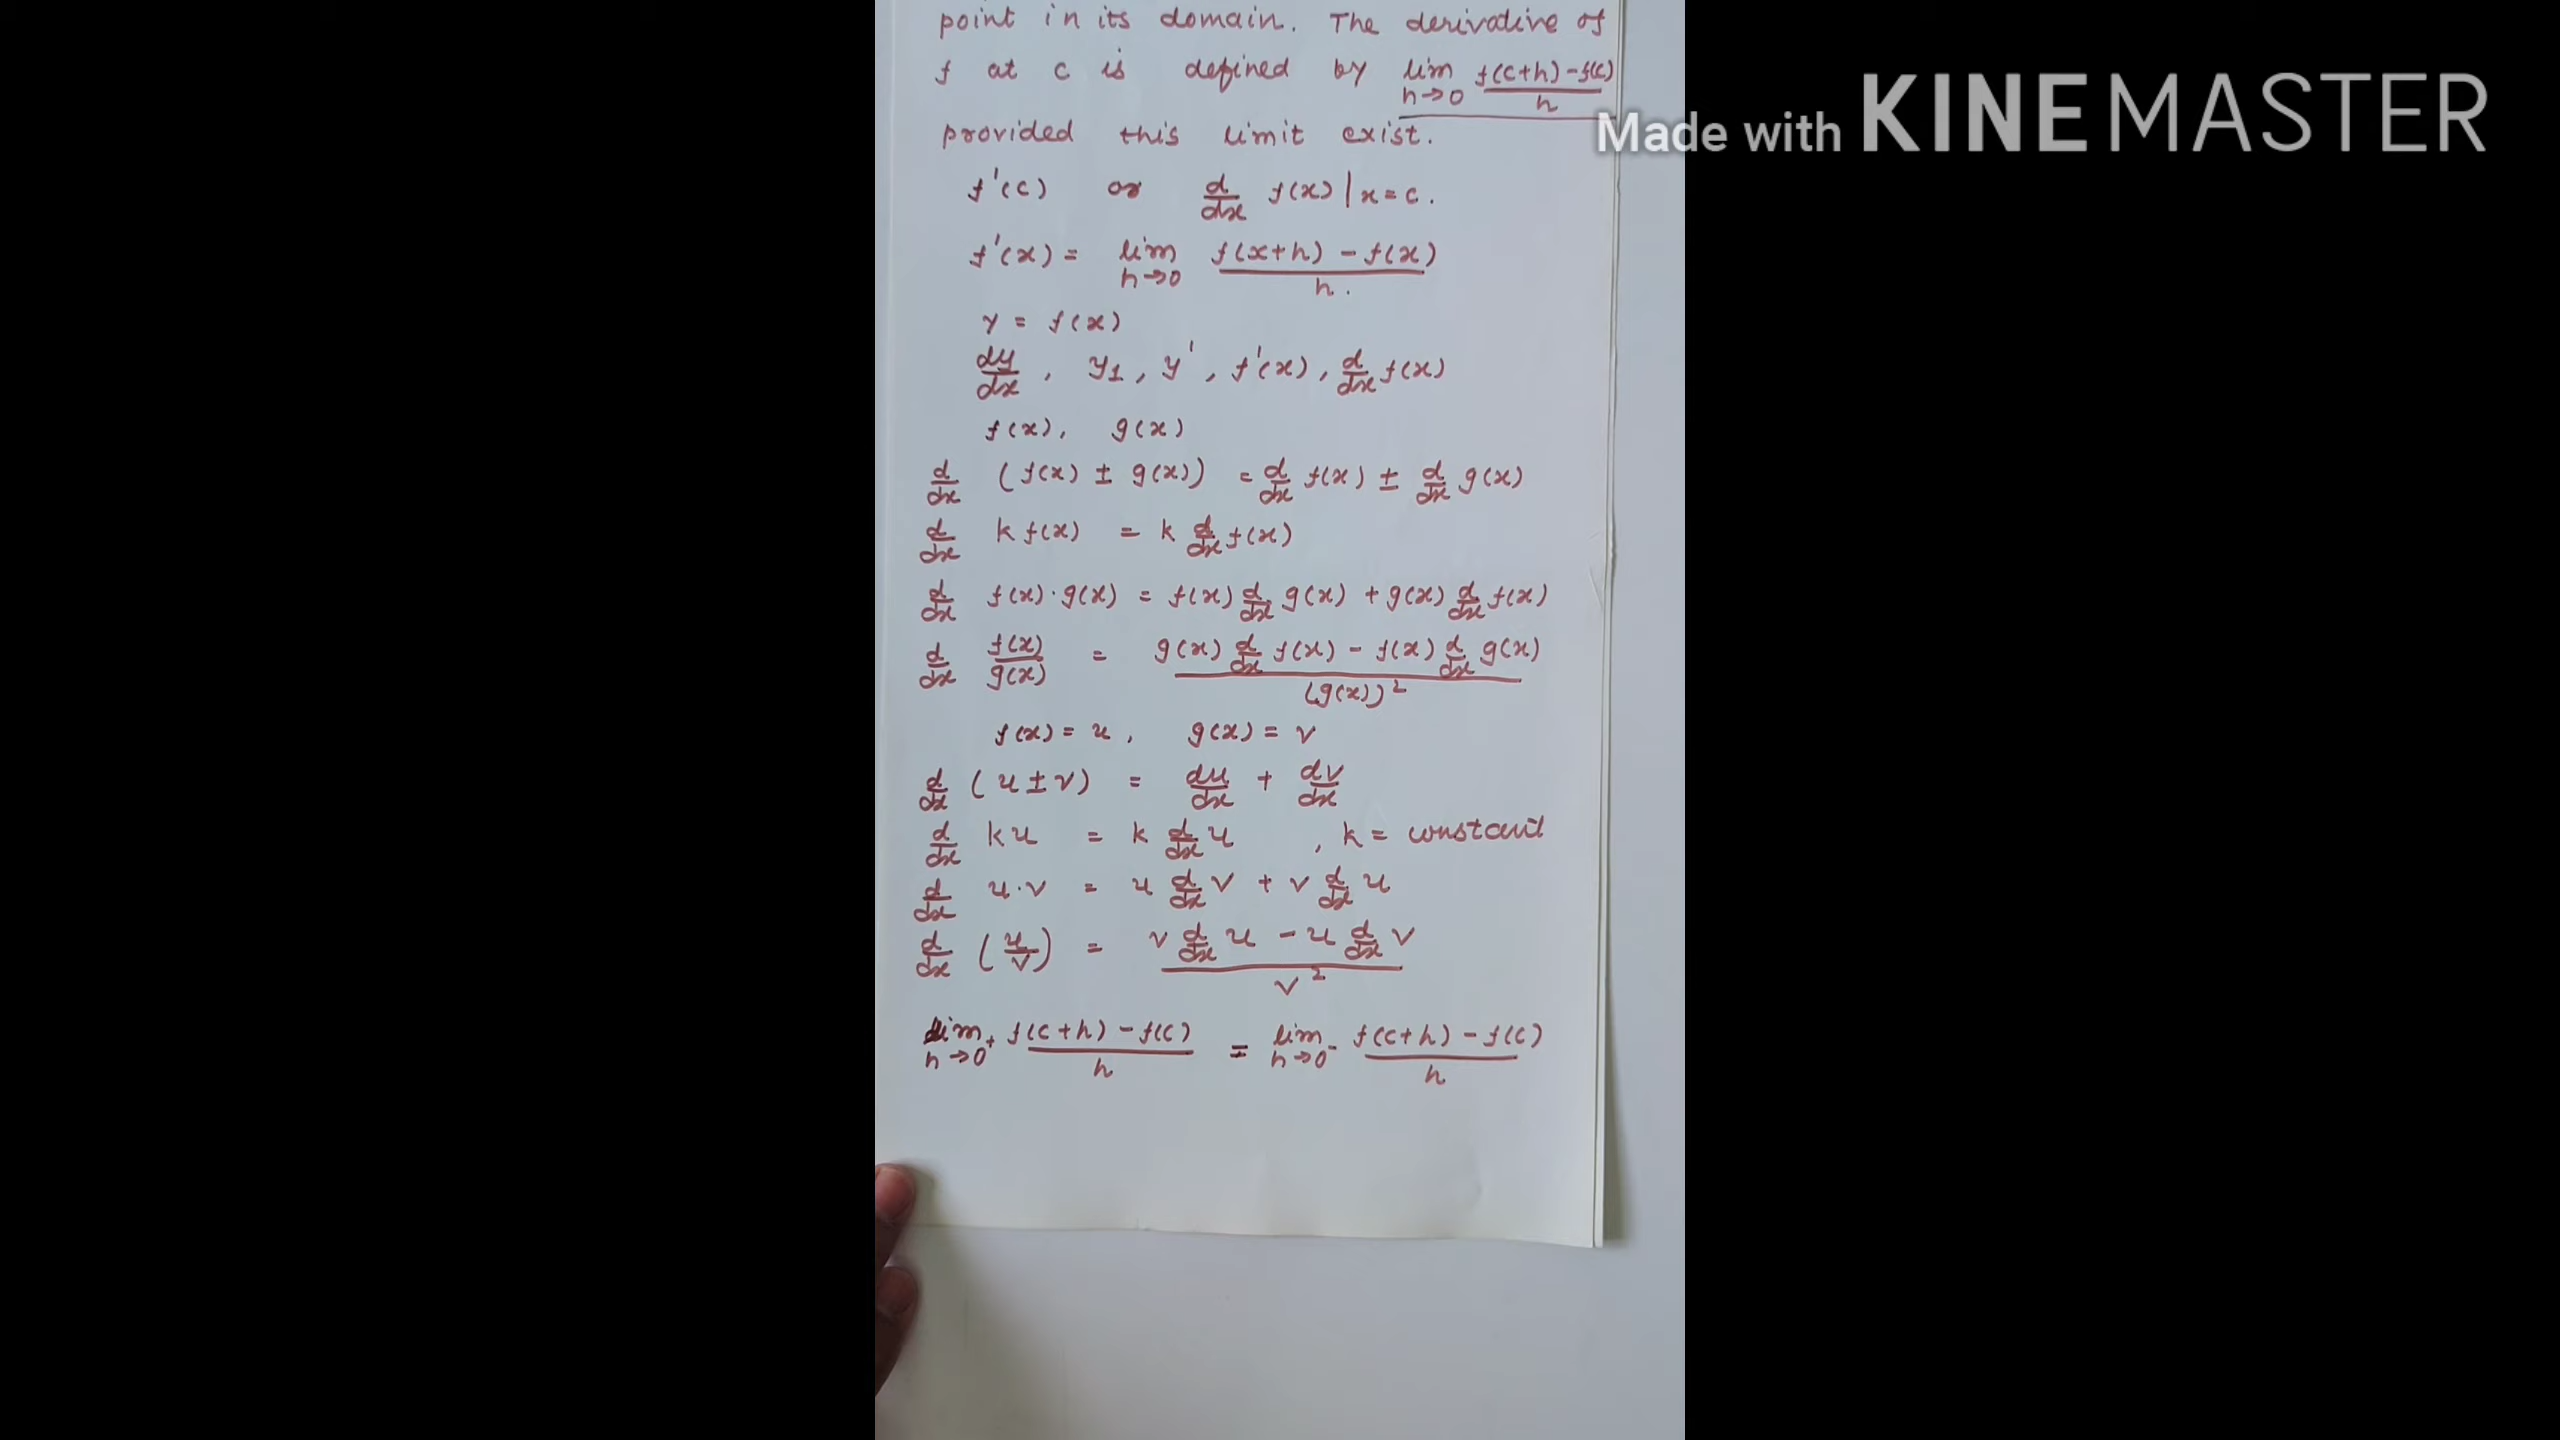 point in its domain. The derivative of
f at c is defined by lim h→0 f(c+h) – f(c) / h
provided this limit exist.
Made with KINEMASTER
f'(c) or d/dx f(x) | x = c.
f'(x) = lim h→0 f(x+h) – f(x) / h.
y = f(x)
dy/dx , y1 , y' , f'(x) , d/dx f(x)
f(x), g(x)
d/dx (f(x) ± g(x)) = d/dx f(x) ± d/dx g(x)
d/dx k f(x) = k d/dx f(x)
d/dx f(x)·g(x) = f(x) d/dx g(x) + g(x) d/dx f(x)
d/dx f(x)/g(x) = g(x) d/dx f(x) – f(x) d/dx g(x) / (g(x))²
f(x) = u , g(x) = v
d/dx (u ± v) = du/dx + dv/dx
d/dx ku = k d/dx u , k = constant
d/dx u·v = u d/dx v + v d/dx u
d/dx (u/v) = v d/dx u – u d/dx v / v²
lim h→0⁺ f(c+h) – f(c) / h = lim h→0⁻ f(c+h) – f(c) / h